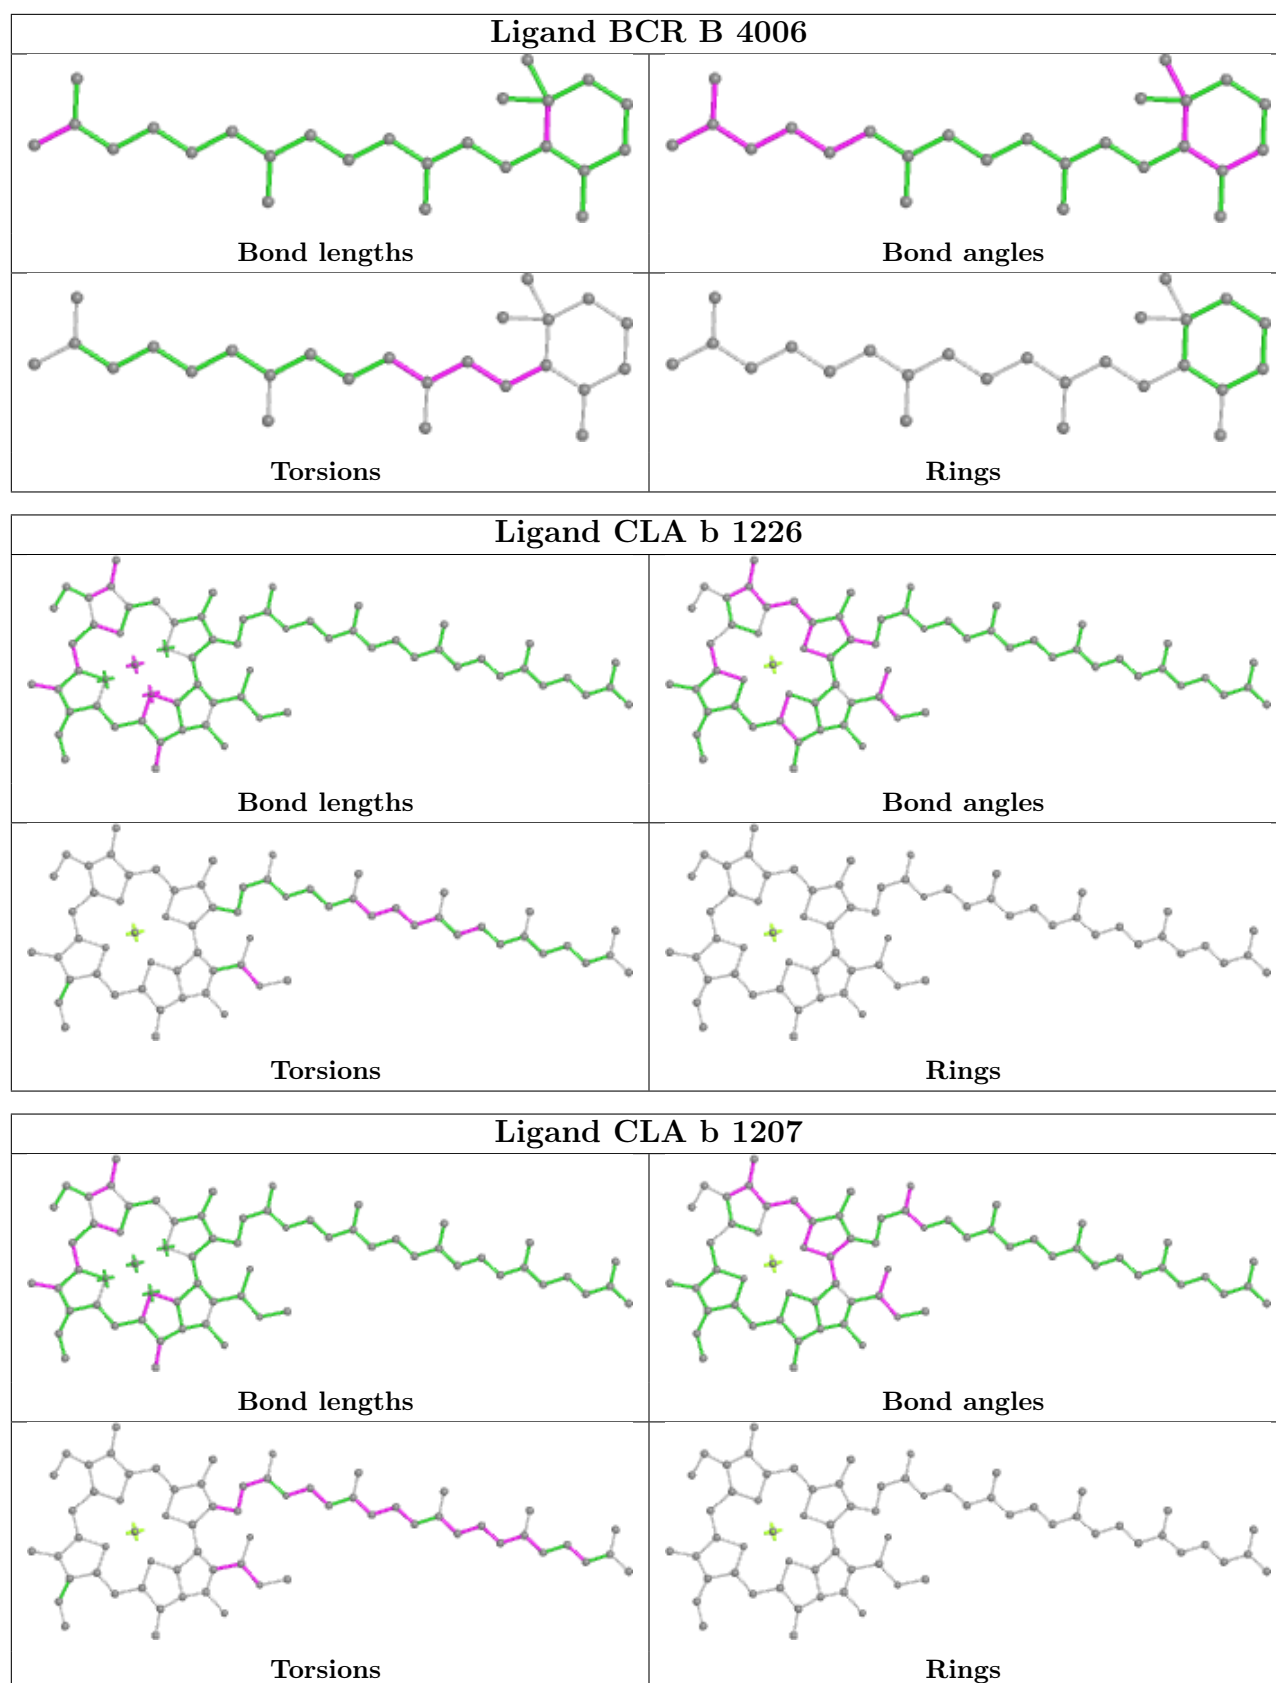 Ligand BCR B 4006
Bond lengths
Bond angles
Torsions
Rings
Ligand CLA b 1226
Bond lengths
Bond angles
Torsions
Rings
Ligand CLA b 1207
Bond lengths
Bond angles
Torsions
Rings